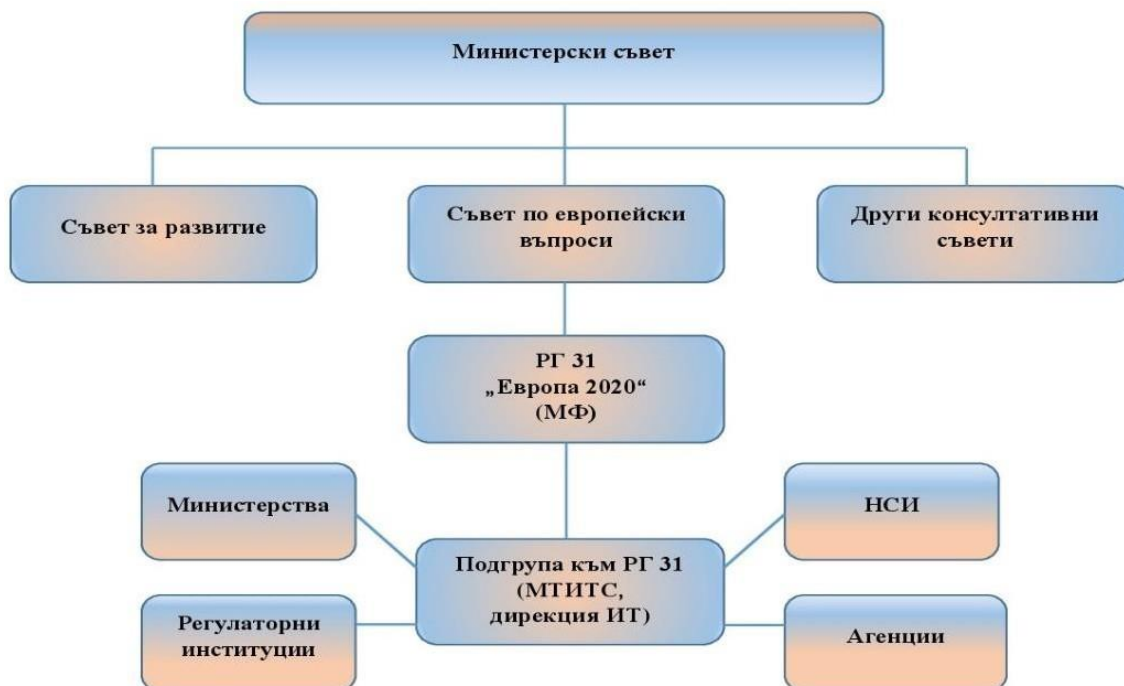 Министерски съвет
Съвет за развитие
Съвет по европейски
въпроси
Други консултативни
съвети
РГ 31
„Европа 2020“
(МФ)
Министерства
НСИ
Подгрупа към РГ 31
(МТИТС,
дирекция ИТ)
Регулаторни
институции
Агенции